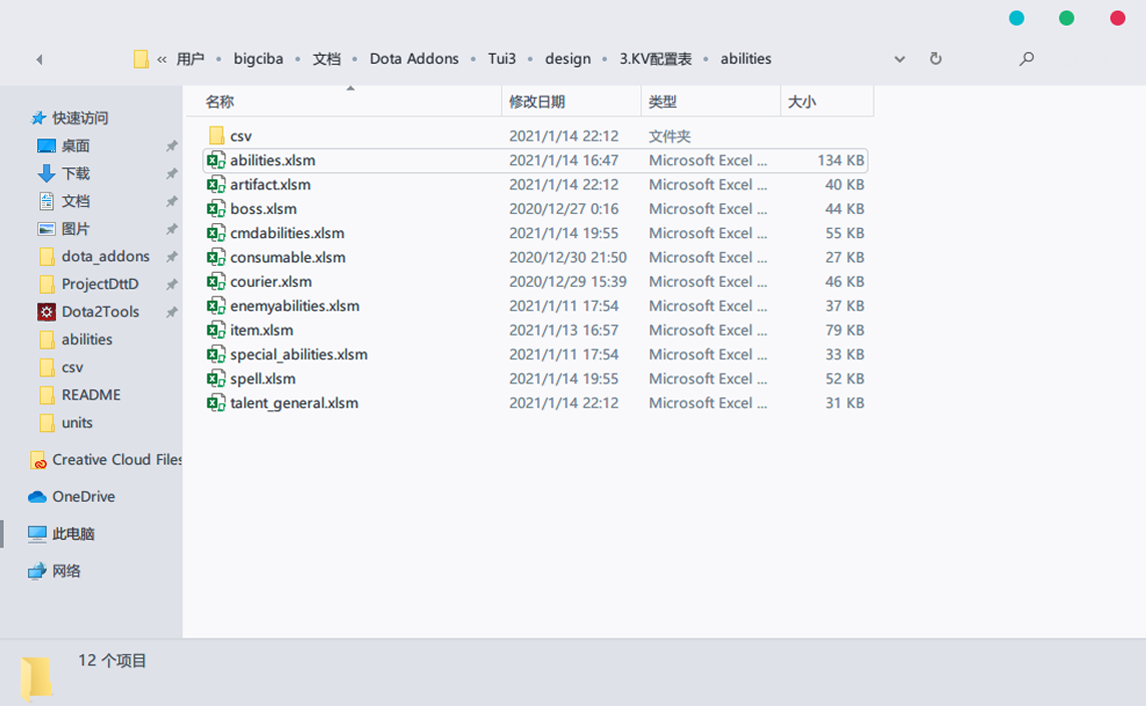 « 用户 • bigciba • 文档 • Dota Addons • Tui3 • design • 3.KV配置表 • abilities
快速访问
桌面
下载
文档
图片
dota_addons
ProjectDttD
Dota2Tools
abilities
csv
README
units
Creative Cloud Files
OneDrive
此电脑
网络
名称 修改日期 类型 大小
csv 2021/1/14 22:12 文件夹
abilities.xlsm 2021/1/14 16:47 Microsoft Excel ... 134 KB
artifact.xlsm 2021/1/14 22:12 Microsoft Excel ... 40 KB
boss.xlsm 2020/12/27 0:16 Microsoft Excel ... 44 KB
cmdabilities.xlsm 2021/1/14 19:55 Microsoft Excel ... 55 KB
consumable.xlsm 2020/12/30 21:50 Microsoft Excel ... 27 KB
courier.xlsm 2020/12/29 15:39 Microsoft Excel ... 46 KB
enemyabilities.xlsm 2021/1/11 17:54 Microsoft Excel ... 37 KB
item.xlsm 2021/1/13 16:57 Microsoft Excel ... 79 KB
special_abilities.xlsm 2021/1/11 17:54 Microsoft Excel ... 33 KB
spell.xlsm 2021/1/14 19:55 Microsoft Excel ... 52 KB
talent_general.xlsm 2021/1/14 22:12 Microsoft Excel ... 31 KB
12 个项目